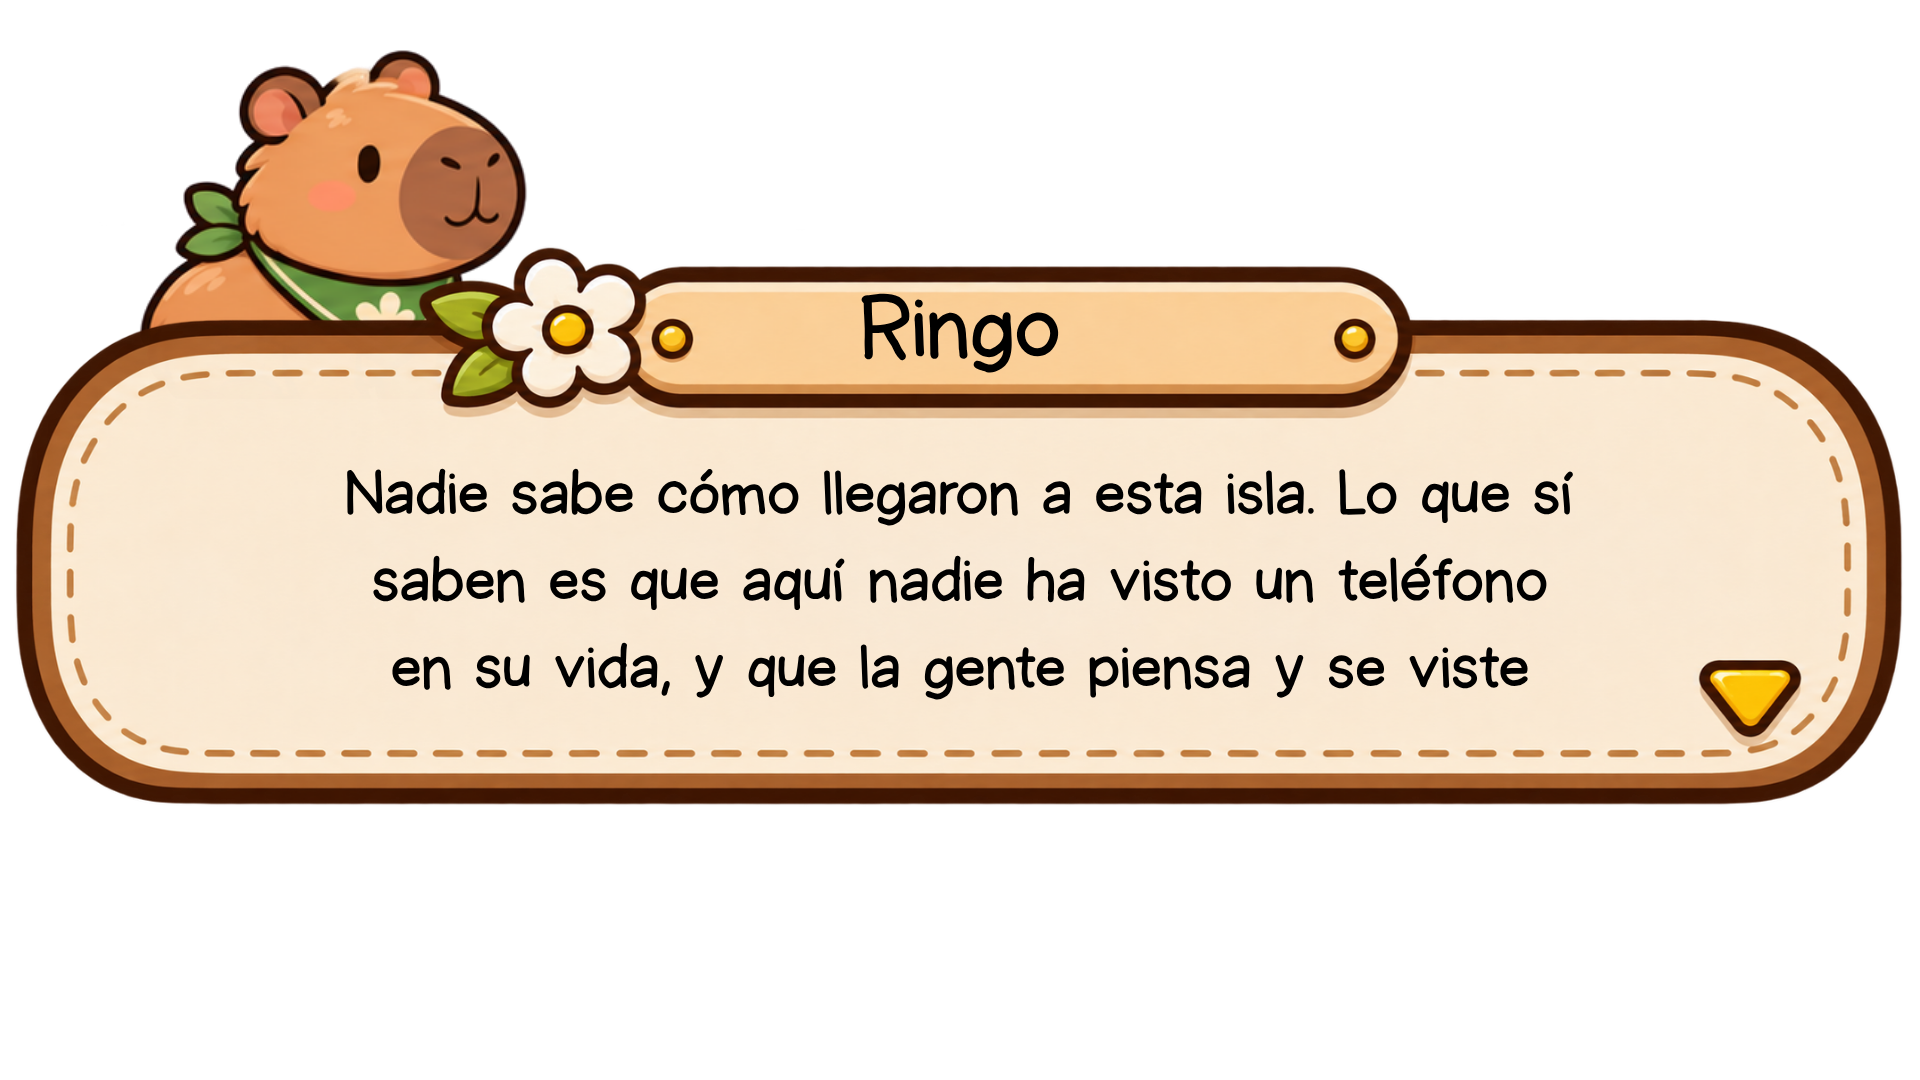 Ringo
Nadie sabe cómo llegaron a esta isla. Lo que sí
saben es que aquí nadie ha visto un teléfono
en su vida, y que la gente piensa y se viste